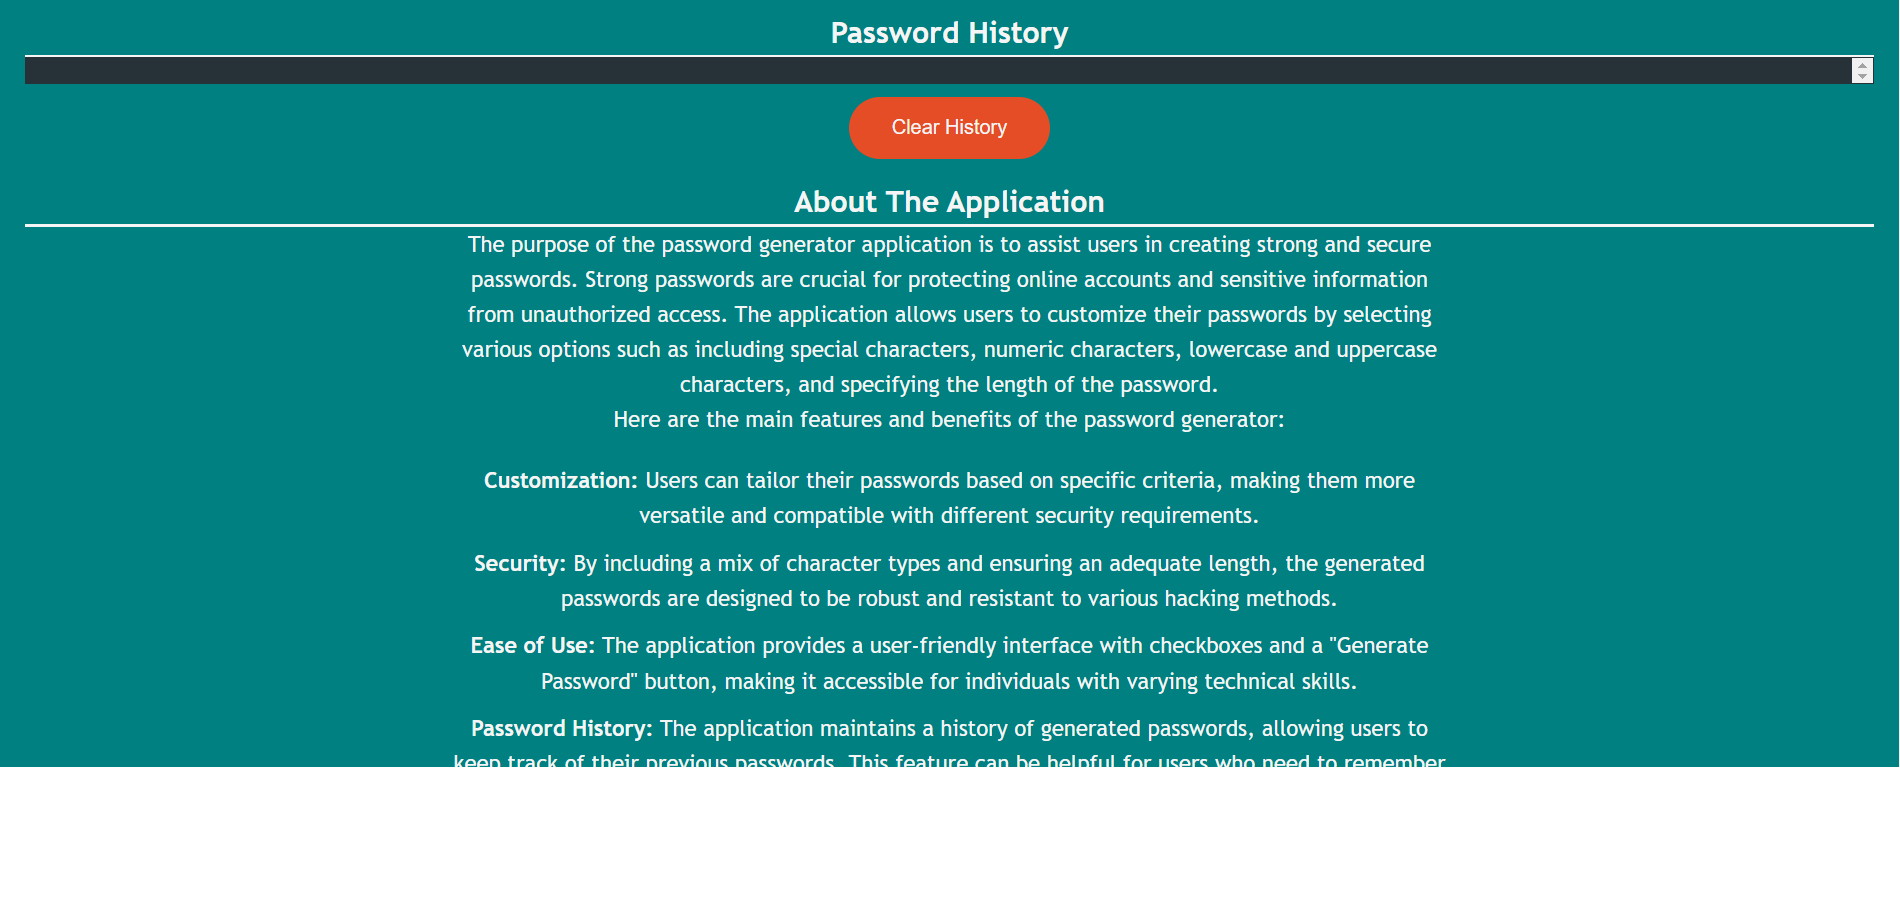 Password History
Clear History
About The Application
The purpose of the password generator application is to assist users in creating strong and secure
passwords. Strong passwords are crucial for protecting online accounts and sensitive information
from unauthorized access. The application allows users to customize their passwords by selecting
various options such as including special characters, numeric characters, lowercase and uppercase
characters, and specifying the length of the password.
Here are the main features and benefits of the password generator:
Customization: Users can tailor their passwords based on specific criteria, making them more
versatile and compatible with different security requirements.
Security: By including a mix of character types and ensuring an adequate length, the generated
passwords are designed to be robust and resistant to various hacking methods.
Ease of Use: The application provides a user-friendly interface with checkboxes and a "Generate
Password" button, making it accessible for individuals with varying technical skills.
Password History: The application maintains a history of generated passwords, allowing users to
keep track of their previous passwords. This feature can be helpful for users who need to remember